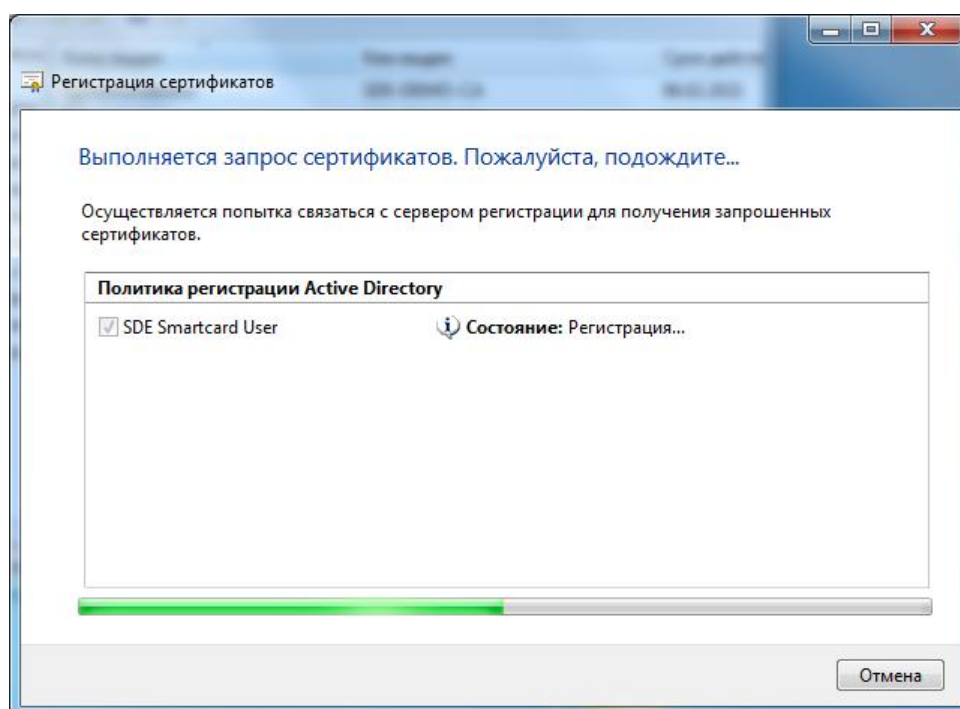 Регистрация сертификатов
Выполняется запрос сертификатов. Пожалуйста, подождите...
Осуществляется попытка связаться с сервером регистрации для получения запрошенных
сертификатов.
Политика регистрации Active Directory
SDE Smartcard User
Состояние: Регистрация...
Отмена